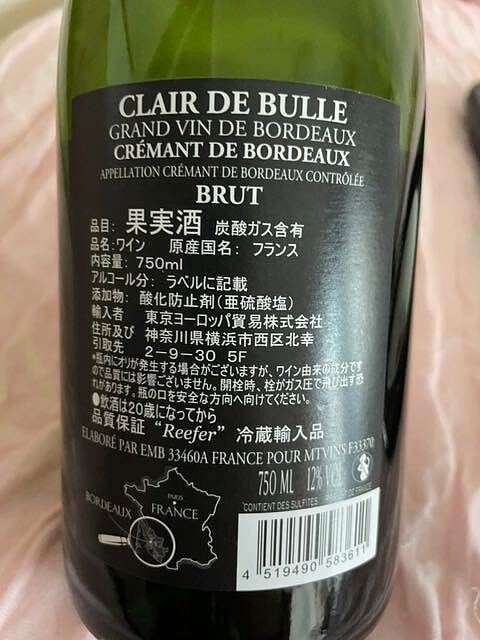 CLAIR DE BULLE
GRAND VIN DE BORDEAUX
CRÉMANT DE BORDEAUX
APPELLATION CRÉMANT DE BORDEAUX CONTRÔLÉE
BRUT
品目: 果実酒 炭酸ガス含有
品名:ワイン 原産国名: フランス
内容量: 750ml
アルコール分: ラベルに記載
添加物: 酸化防止剤(亜硫酸塩)
輸入者 東京ヨーロッパ貿易株式会社
住所及び 神奈川県横浜市西区北幸
引取先 2-9-30 5F
*瓶内にオリが発生する場合がございますが、ワイン由来の成分です
ので品質には影響ございません。開栓時、栓がガス圧で飛び出す恐
れがあります。瓶の口を安全な方向へ向けてください。
●飲酒は20歳になってから
品質保証 "Reefer" 冷蔵輸入品
ELABORÉ PAR EMB 33460A FRANCE POUR MTVINS F33370
750 ML 12% VOL
CONTIENT DES SULFITES DE FRANCE
PARIS
FRANCE
BORDEAUX
4 519490 583611